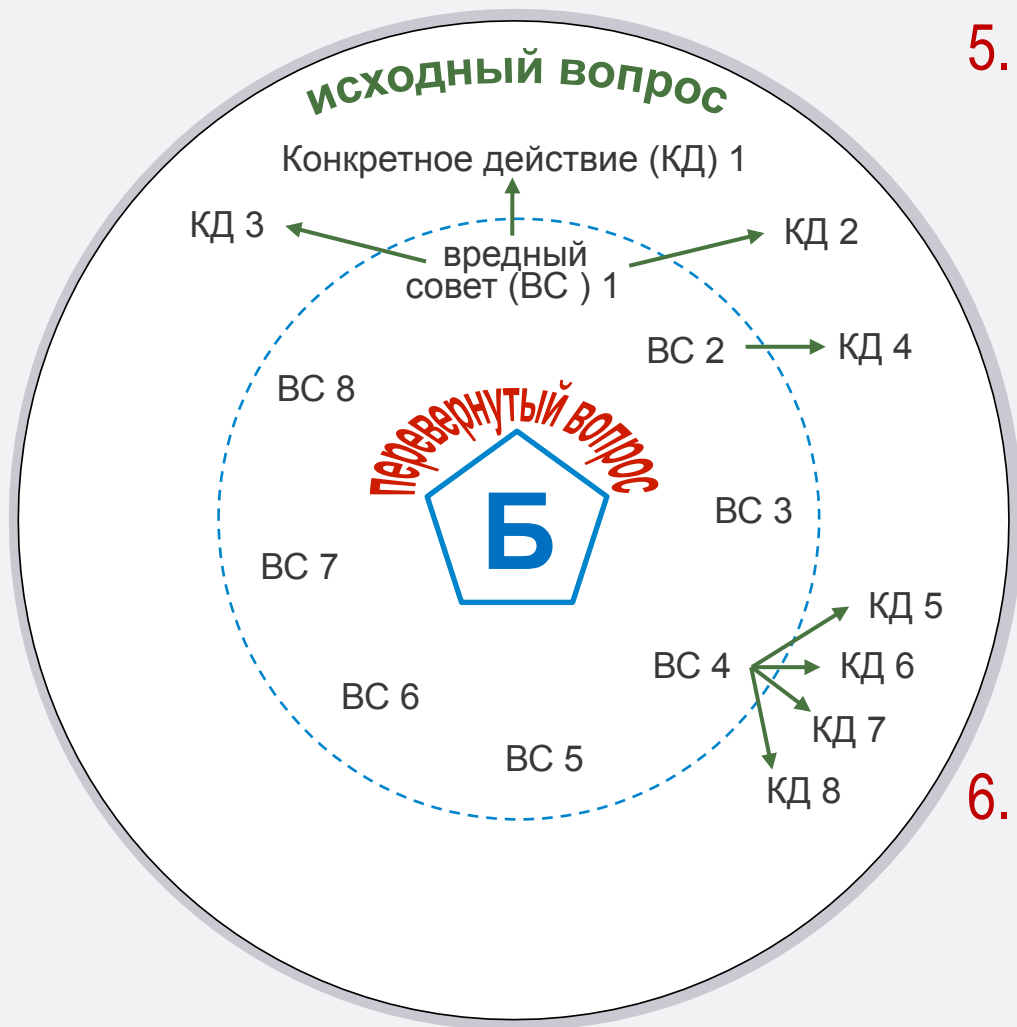 5.
исходный вопрос
Конкретное действие (КД) 1
КД 3
КД 2
вредный
совет (ВС ) 1
ВС 2
КД 4
ВС 8
перевернутый вопрос
Б
ВС 3
ВС 7
КД 5
ВС 4
КД 6
ВС 6
КД 7
ВС 5
КД 8
6.